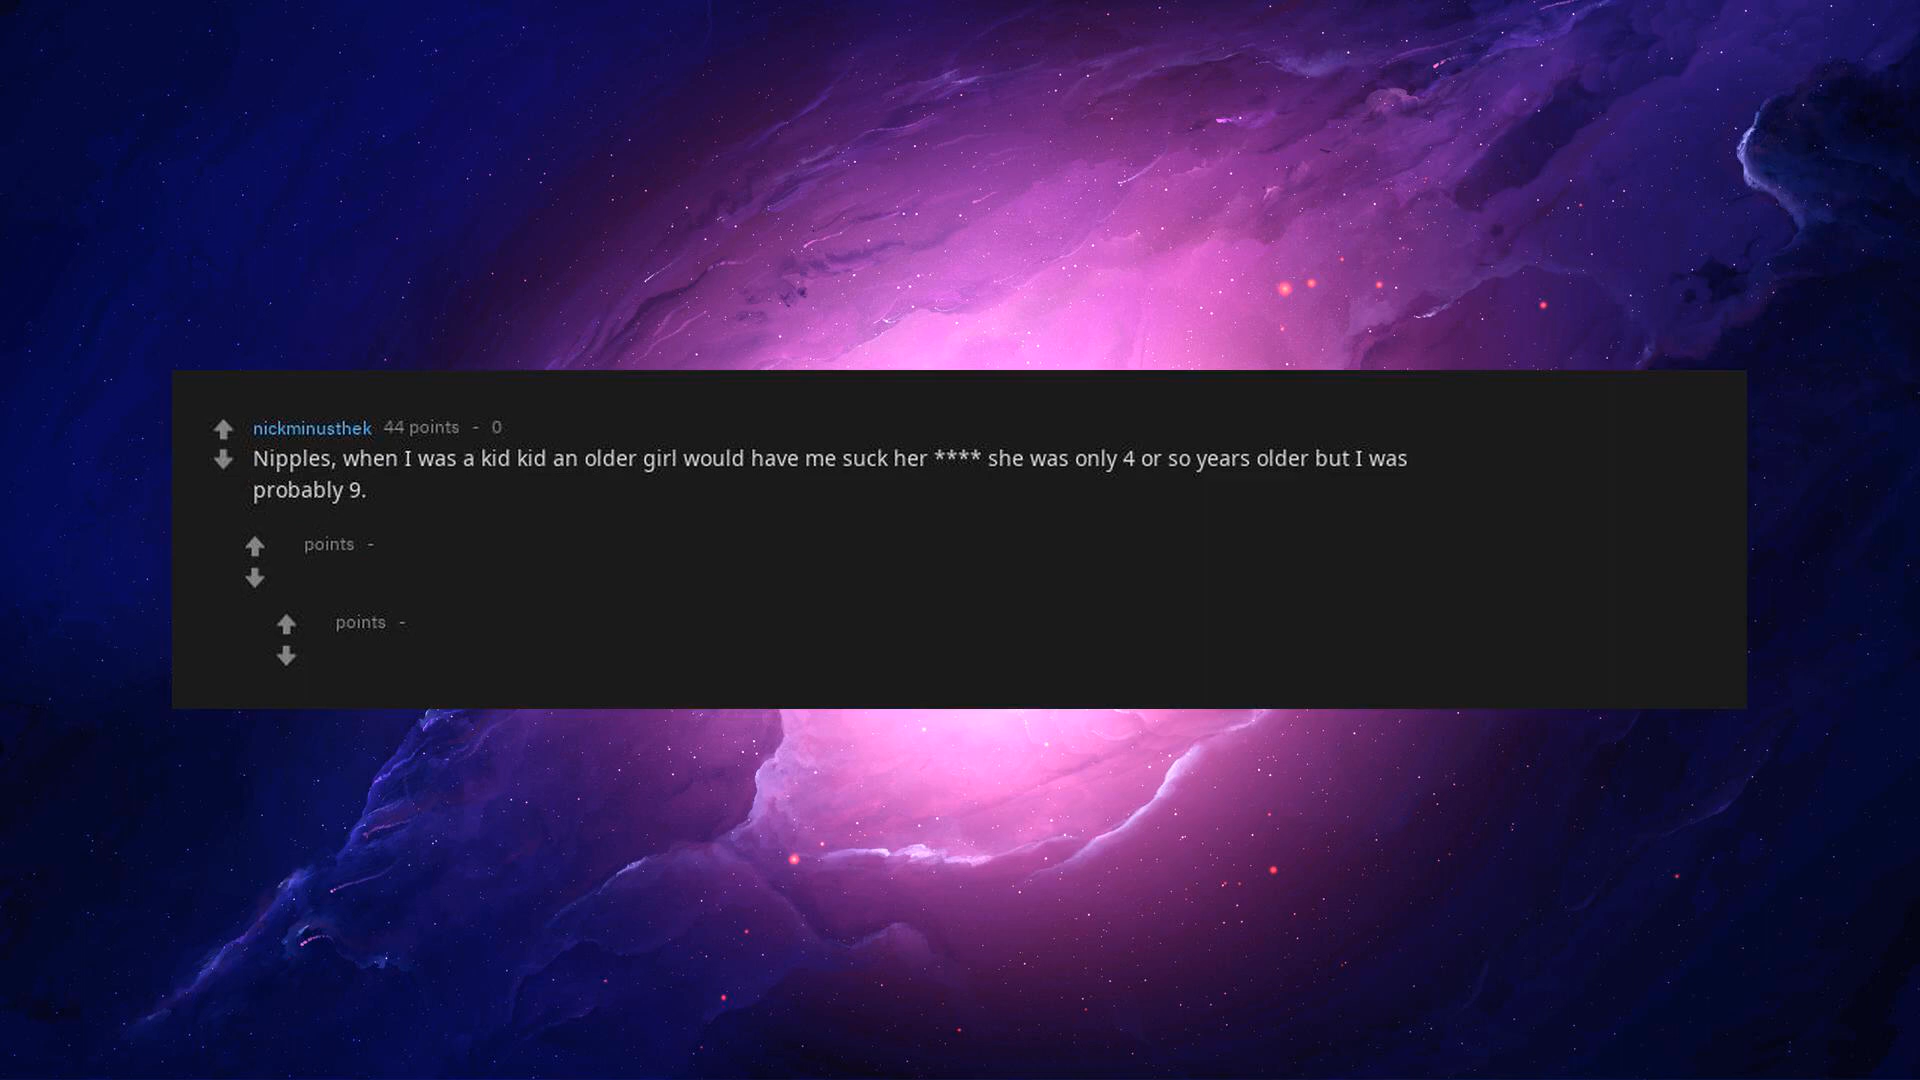 nickminusthek 44 points - 0
Nipples, when I was a kid kid an older girl would have me suck her **** she was only 4 or so years older but I was
probably 9.
points -
points -